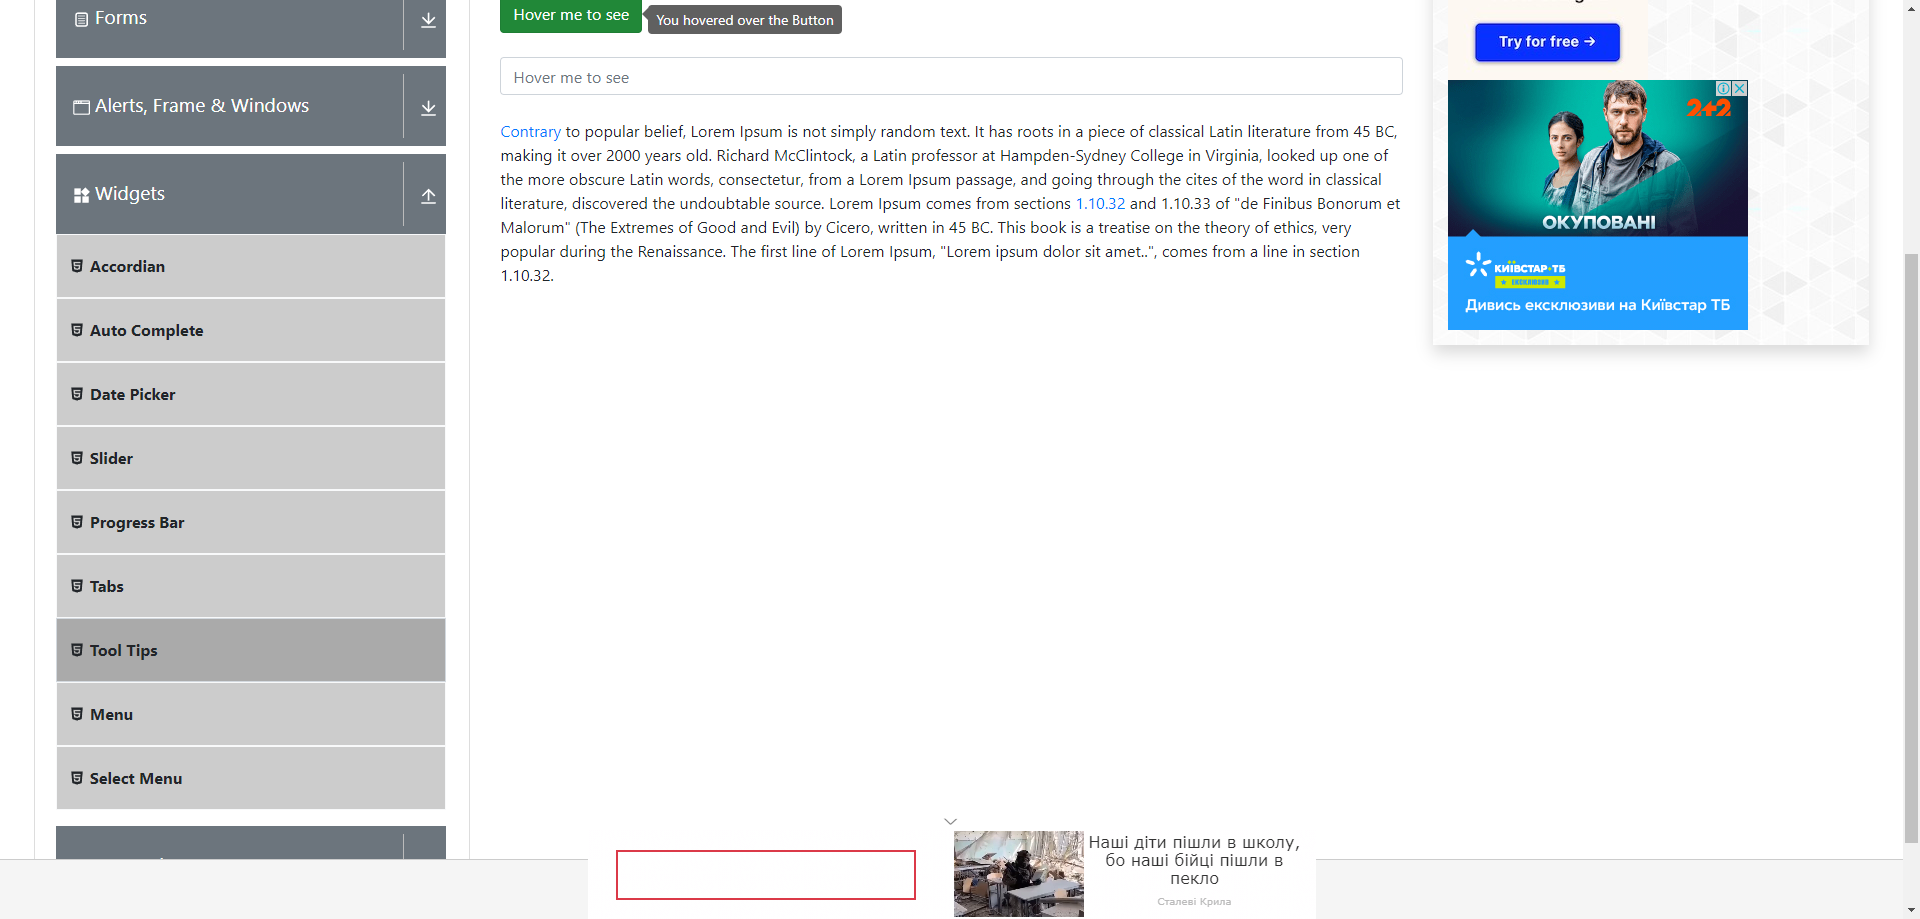 Forms
Alerts, Frame & Windows
Widgets
Accordian
Auto Complete
Date Picker
Slider
Progress Bar
Tabs
Tool Tips
Menu
Select Menu
Hover me to see
You hovered over the Button
Hover me to see
Contrary to popular belief, Lorem Ipsum is not simply random text. It has roots in a piece of classical Latin literature from 45 BC,
making it over 2000 years old. Richard McClintock, a Latin professor at Hampden-Sydney College in Virginia, looked up one of
the more obscure Latin words, consectetur, from a Lorem Ipsum passage, and going through the cites of the word in classical
literature, discovered the undoubtable source. Lorem Ipsum comes from sections 1.10.32 and 1.10.33 of "de Finibus Bonorum et
Malorum" (The Extremes of Good and Evil) by Cicero, written in 45 BC. This book is a treatise on the theory of ethics, very
popular during the Renaissance. The first line of Lorem Ipsum, "Lorem ipsum dolor sit amet..", comes from a line in section
1.10.32.
Try for free →
2+2
ОКУПОВАНІ
КИЇВСТАР·ТБ
ЕКСКЛЮЗИВ
Дивись ексклюзиви на Київстар ТБ
Наші діти пішли в школу,
бо наші бійці пішли в
пекло
Сталеві Крила